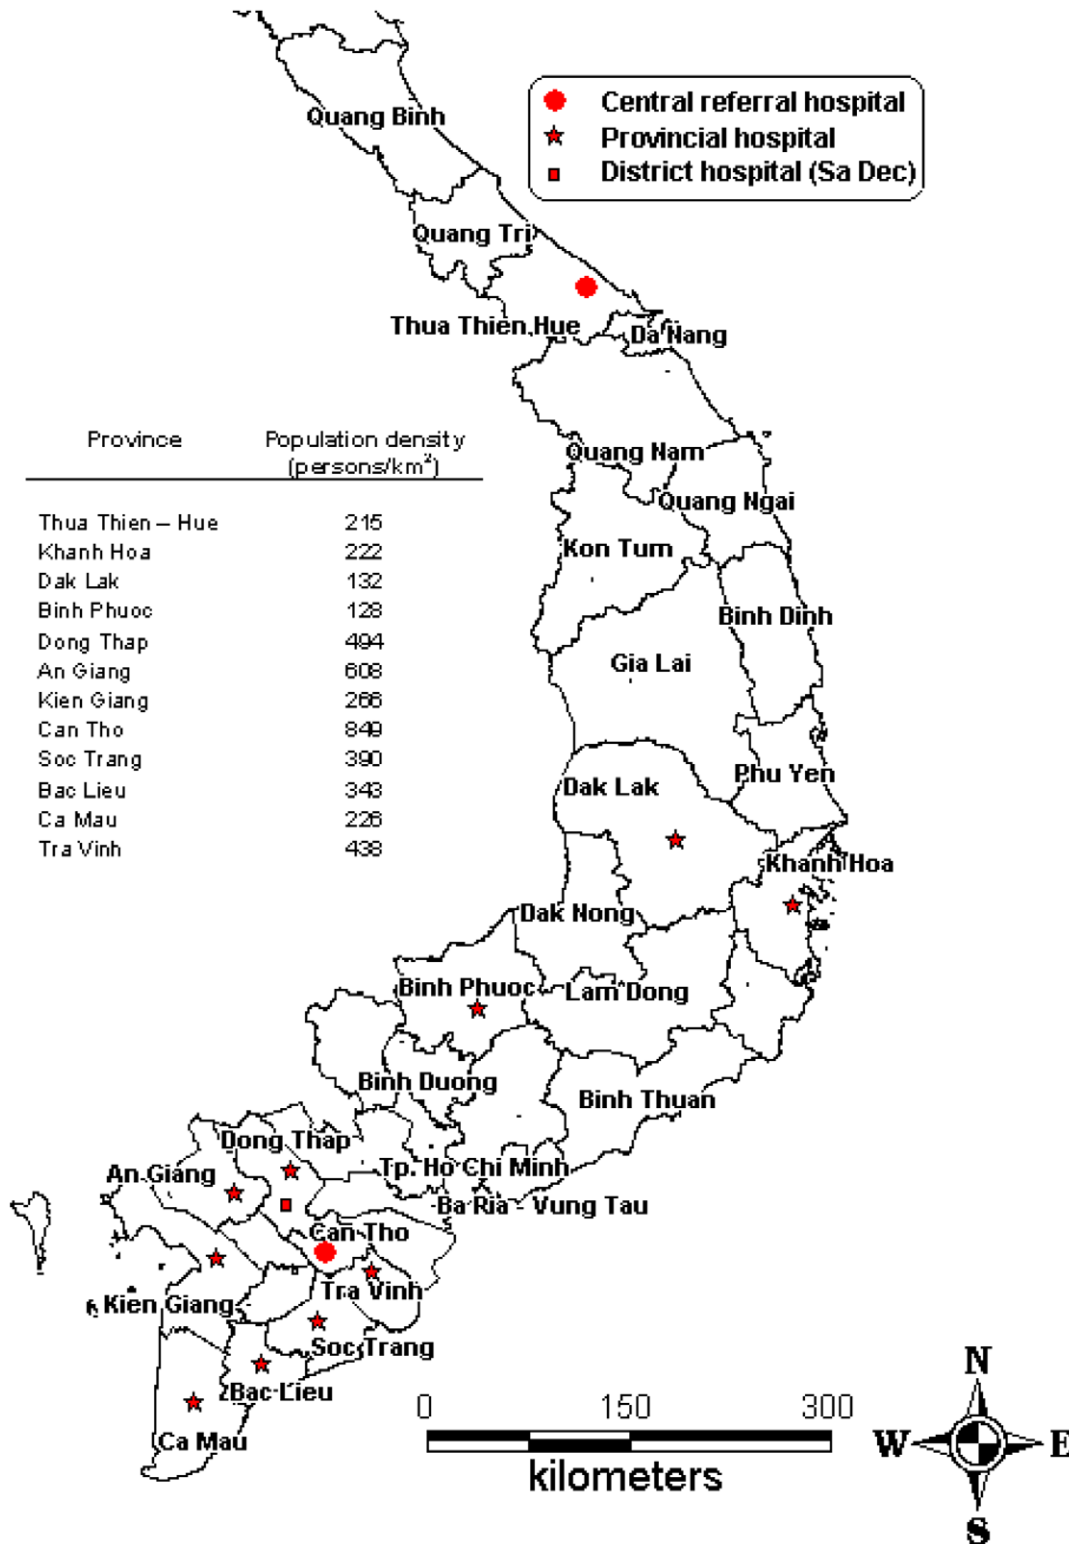 Quang Binh
Central referral hospital
Provincial hospital
District hospital (Sa Dec)
Quang Tri
Thua Thien Hue
Da Nang
Province Population density
(persons/km²)
Thua Thien – Hue 215
Khanh Hoa 222
Dak Lak 132
Binh Phuoc 128
Dong Thap 494
An Giang 608
Kien Giang 266
Can Tho 849
Soc Trang 390
Bac Lieu 343
Ca Mau 226
Tra Vinh 438
Quang Nam
Quang Ngai
Kon Tum
Binh Dinh
Gia Lai
Phu Yen
Dak Lak
Khanh Hoa
Dak Nong
Binh Phuoc
Lam Dong
Binh Duong
Binh Thuan
Dong Thap
An Giang
Tp. Ho Chi Minh
Ba Ria - Vung Tau
Can Tho
Tra Vinh
Kien Giang
Soc Trang
Bac Lieu
Ca Mau
0 150 300
kilometers
N
W E
S